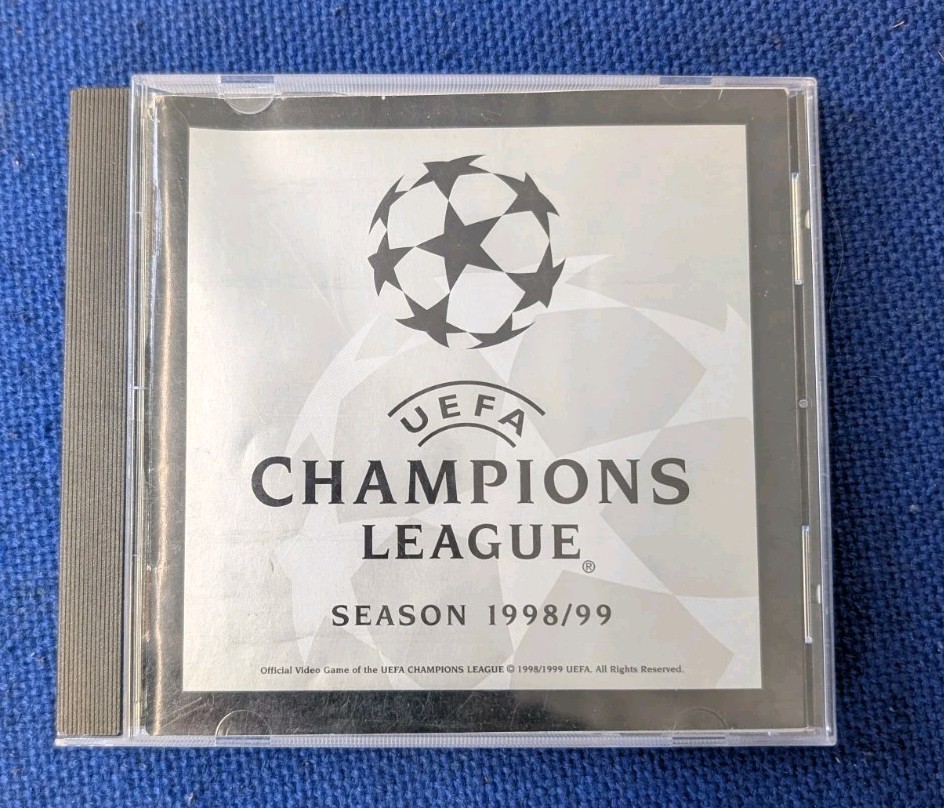 UEFA
CHAMPIONS
LEAGUE®
SEASON 1998/99
Official Video Game of the UEFA CHAMPIONS LEAGUE © 1998/1999 UEFA. All Rights Reserved.